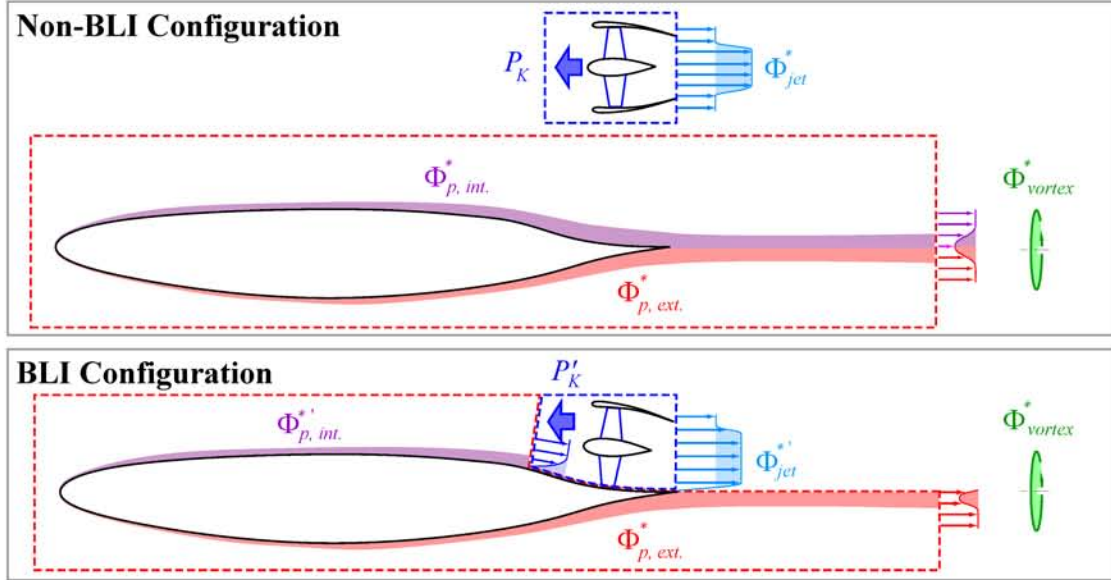 Non-BLI Configuration
P_K
Φ*_jet
Φ*_p, int.
Φ*_vortex
Φ*_p, ext.
BLI Configuration
P'_K
Φ*'_p, int.
Φ*_vortex
Φ*'_jet
Φ*_p, ext.